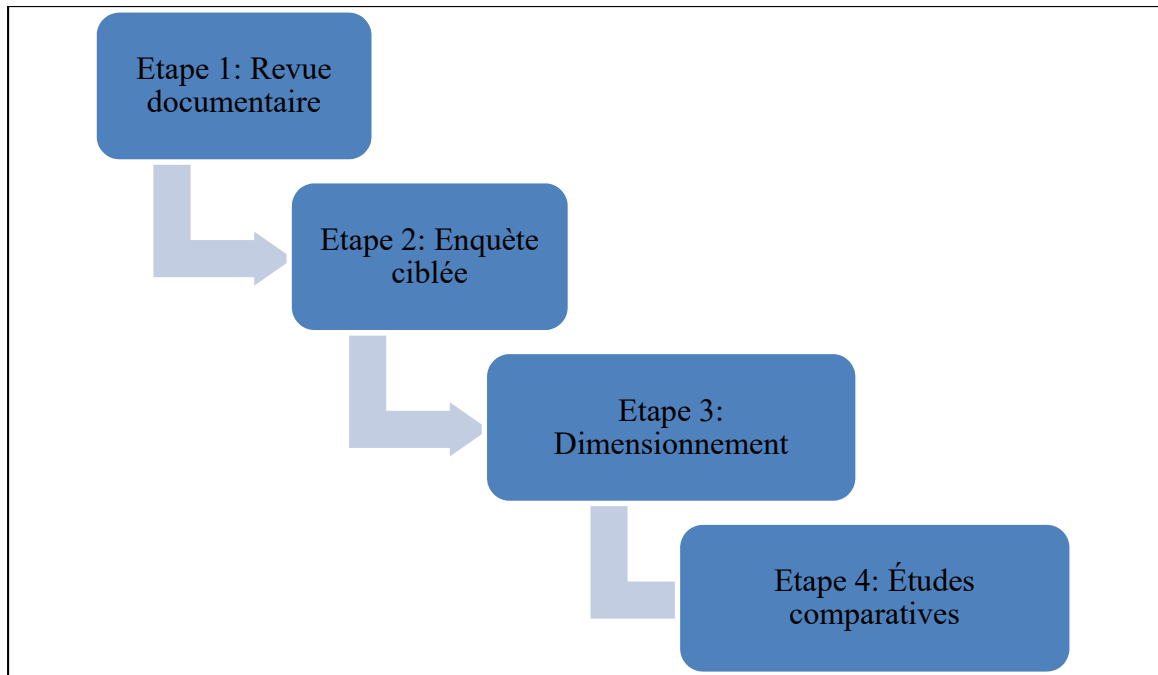 Etape 1: Revue
documentaire
Etape 2: Enquète
ciblée
Etape 3:
Dimensionnement
Etape 4: Études
comparatives